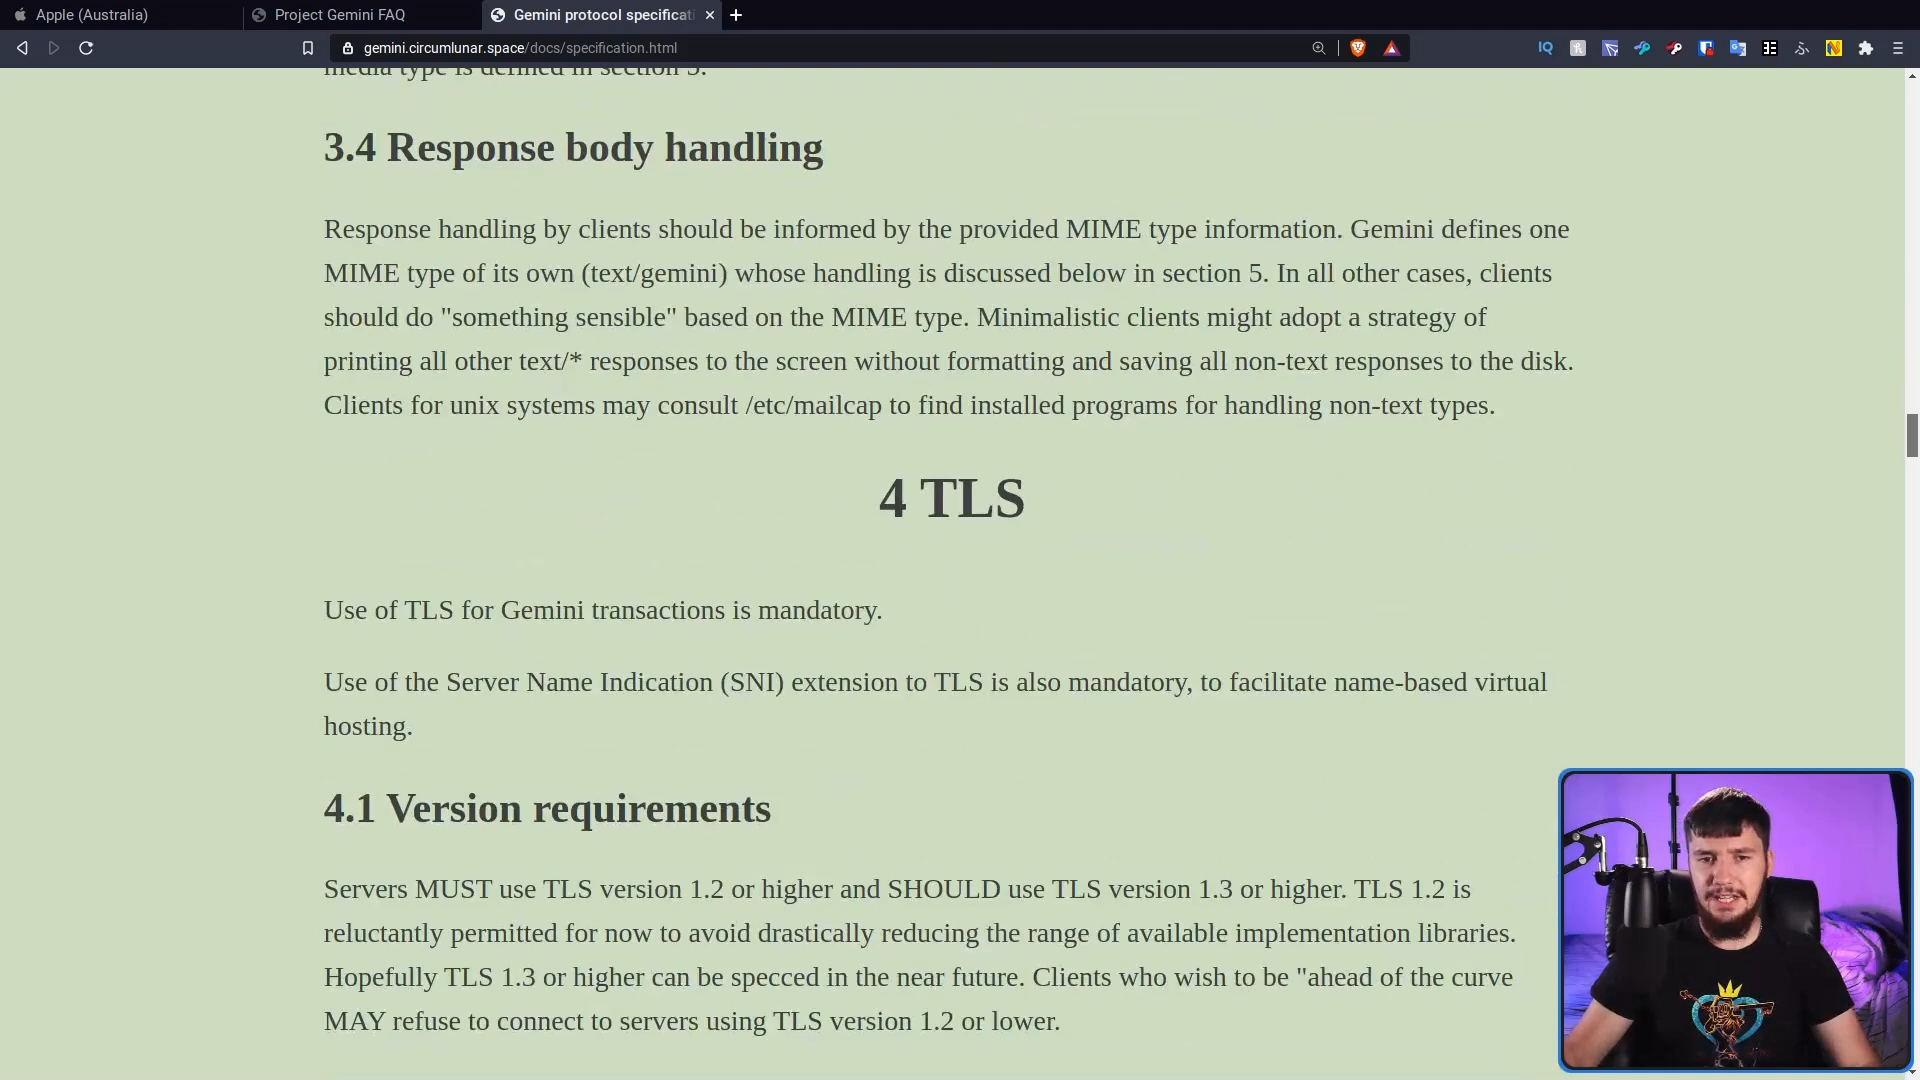 Apple (Australia)
Project Gemini FAQ
Gemini protocol specificati
gemini.circumlunar.space/docs/specification.html
media type is defined in section 5.
3.4 Response body handling
Response handling by clients should be informed by the provided MIME type information. Gemini defines one
MIME type of its own (text/gemini) whose handling is discussed below in section 5. In all other cases, clients
should do "something sensible" based on the MIME type. Minimalistic clients might adopt a strategy of
printing all other text/* responses to the screen without formatting and saving all non-text responses to the disk.
Clients for unix systems may consult /etc/mailcap to find installed programs for handling non-text types.
4 TLS
Use of TLS for Gemini transactions is mandatory.
Use of the Server Name Indication (SNI) extension to TLS is also mandatory, to facilitate name-based virtual
hosting.
4.1 Version requirements
Servers MUST use TLS version 1.2 or higher and SHOULD use TLS version 1.3 or higher. TLS 1.2 is
reluctantly permitted for now to avoid drastically reducing the range of available implementation libraries.
Hopefully TLS 1.3 or higher can be specced in the near future. Clients who wish to be "ahead of the curve
MAY refuse to connect to servers using TLS version 1.2 or lower.